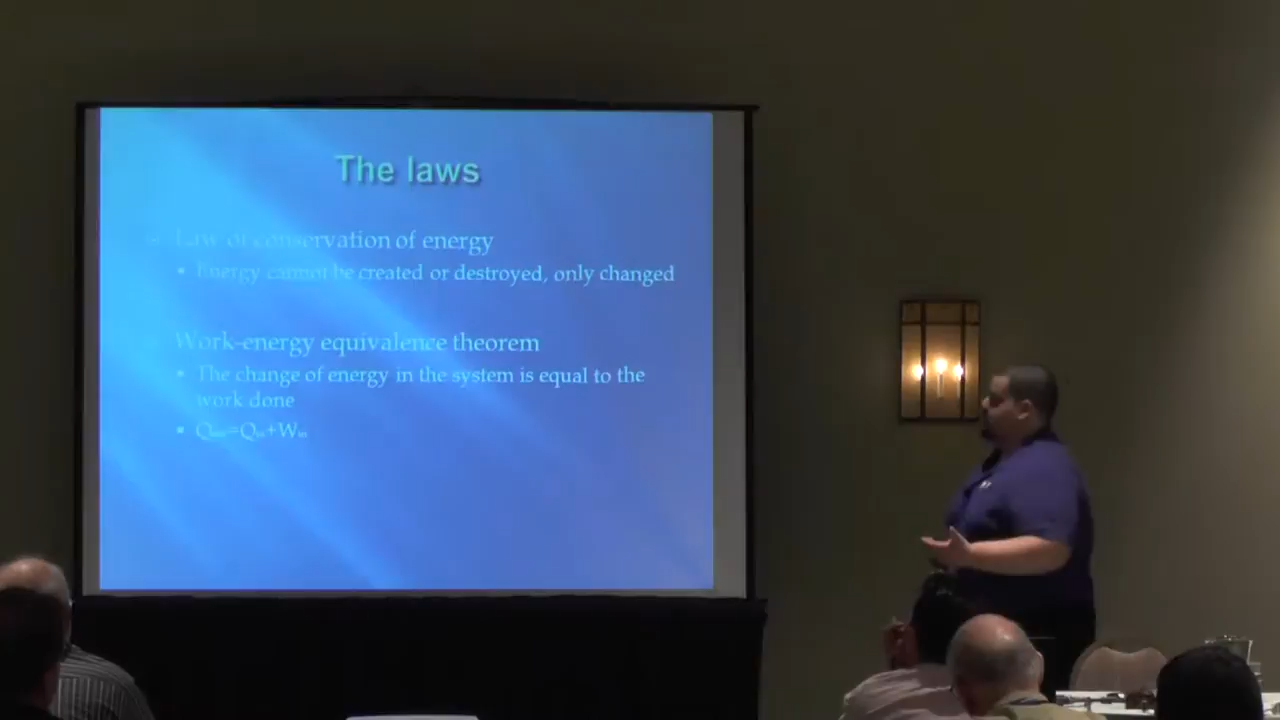 The laws
Law of conservation of energy
Energy cannot be created or destroyed, only changed
Work-energy equivalence theorem
The change of energy in the system is equal to the
work done